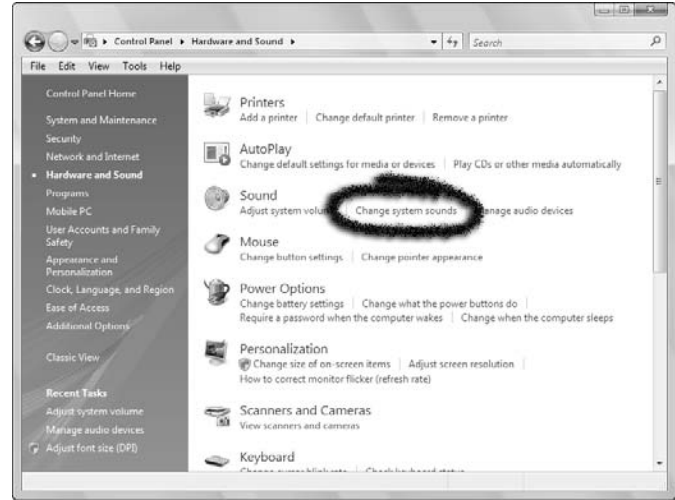 Control Panel Hardware and Sound
Search
File Edit View Tools Help
Control Panel Home
System and Maintenance
Security
Network and Internet
Hardware and Sound
Programs
Mobile PC
User Accounts and Family
Safety
Appearance and
Personalization
Clock, Language, and Region
Ease of Access
Additional Options
Classic View
Recent Tasks
Adjust system volume
Manage audio devices
Adjust font size (DPI)
Printers
Add a printer Change default printer Remove a printer
AutoPlay
Change default settings for media or devices Play CDs or other media automatically
Sound
Adjust system Change system sounds audio devices
Mouse
Change button settings Change pointer appearance
Power Options
Change battery settings Change what the power buttons do
Require a password when the computer wakes Change when the computer sleeps
Personalization
Change size of on-screen items Adjust screen resolution
How to correct monitor flicker (refresh rate)
Scanners and Cameras
View scanners and cameras
Keyboard
Change cursor blink rate Check keyboard status